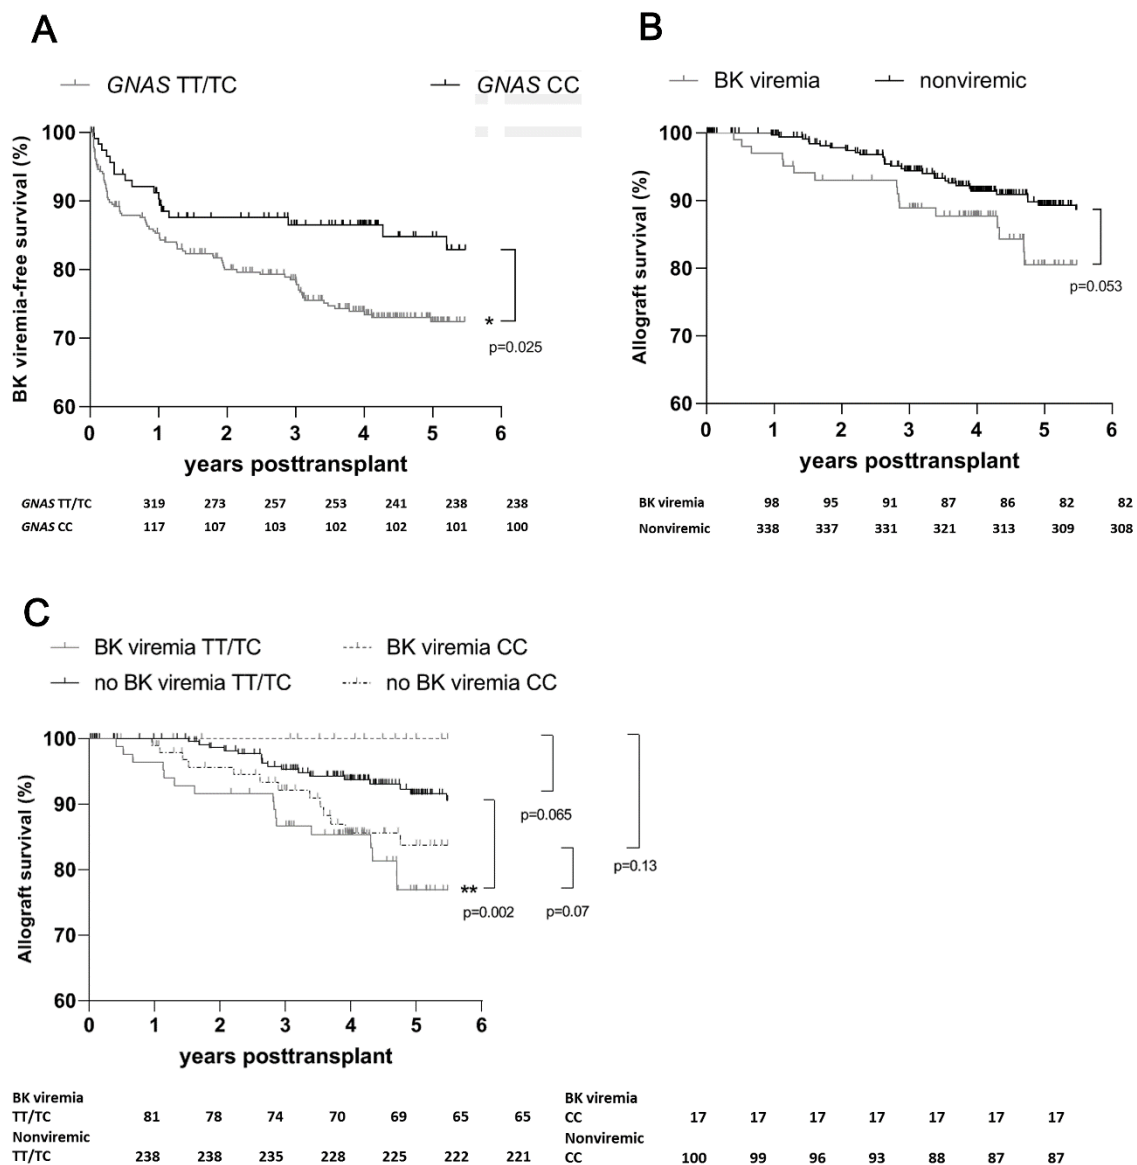 A
GNAS TT/TC GNAS CC
BK viremia-free survival (%)
100
90
80
70
60
*
p=0.025
0 1 2 3 4 5 6
years posttransplant
GNAS TT/TC 319 273 257 253 241 238 238
GNAS CC 117 107 103 102 102 101 100
B
BK viremia nonviremic
Allograft survival (%)
100
90
80
70
60
p=0.053
0 1 2 3 4 5 6
years posttransplant
BK viremia 98 95 91 87 86 82 82
Nonviremic 338 337 331 321 313 309 308
C
BK viremia TT/TC BK viremia CC
no BK viremia TT/TC no BK viremia CC
Allograft survival (%)
100
90
80
70
60
p=0.065
p=0.13
**
p=0.002 p=0.07
0 1 2 3 4 5 6
years posttransplant
BK viremia
TT/TC 81 78 74 70 69 65 65
Nonviremic
TT/TC 238 238 235 228 225 222 221
BK viremia
CC 17 17 17 17 17 17 17
Nonviremic
CC 100 99 96 93 88 87 87